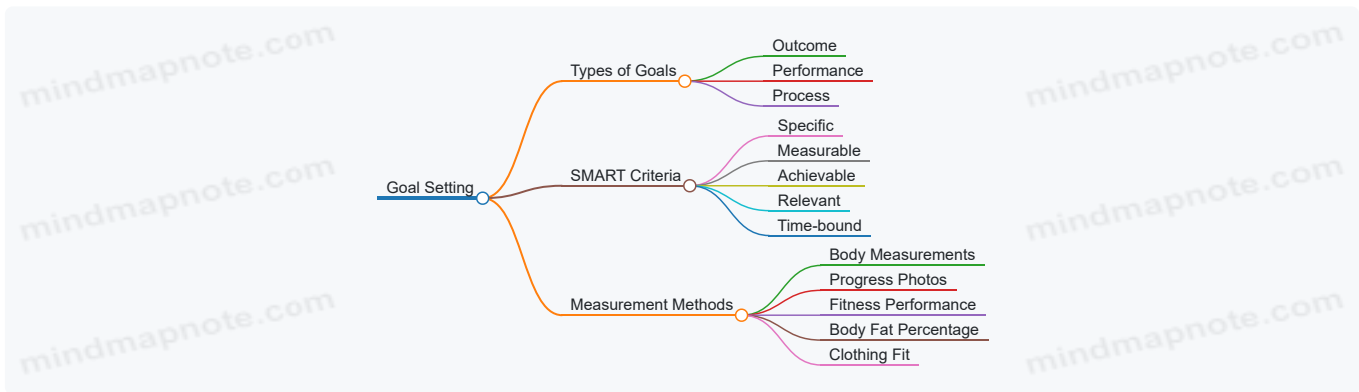 mindmapnote.com
mindmapnote.com
Outcome
Types of Goals
Performance
Process
Specific
Measurable
SMART Criteria
Achievable
Goal Setting
Relevant
Time-bound
mindmapnote.com
mindmapnote.com
Body Measurements
Progress Photos
Measurement Methods
Fitness Performance
Body Fat Percentage
Clothing Fit
mindmapnote.com
mindmapnote.com